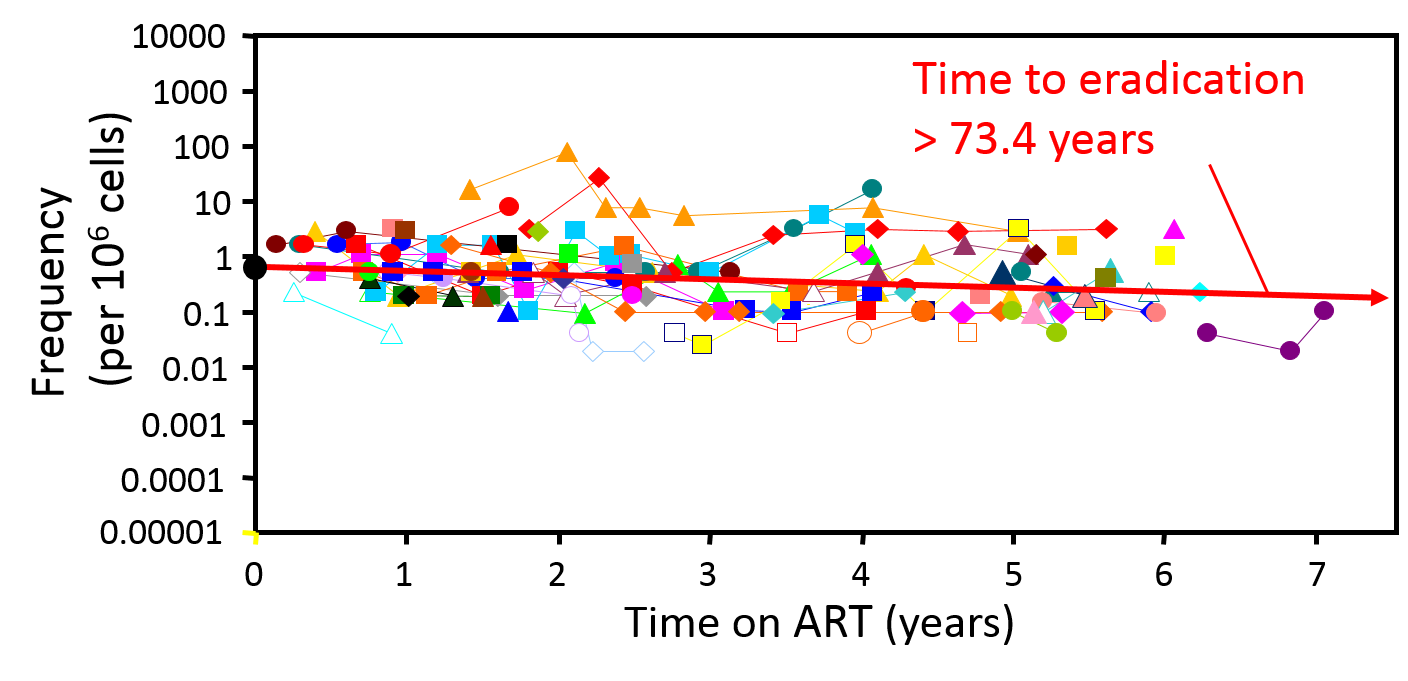 10000
1000
100
10
1
0.1
0.01
0.001
0.0001
0.00001
Frequency
(per 10⁶ cells)
Time to eradication
> 73.4 years
0 1 2 3 4 5 6 7
Time on ART (years)